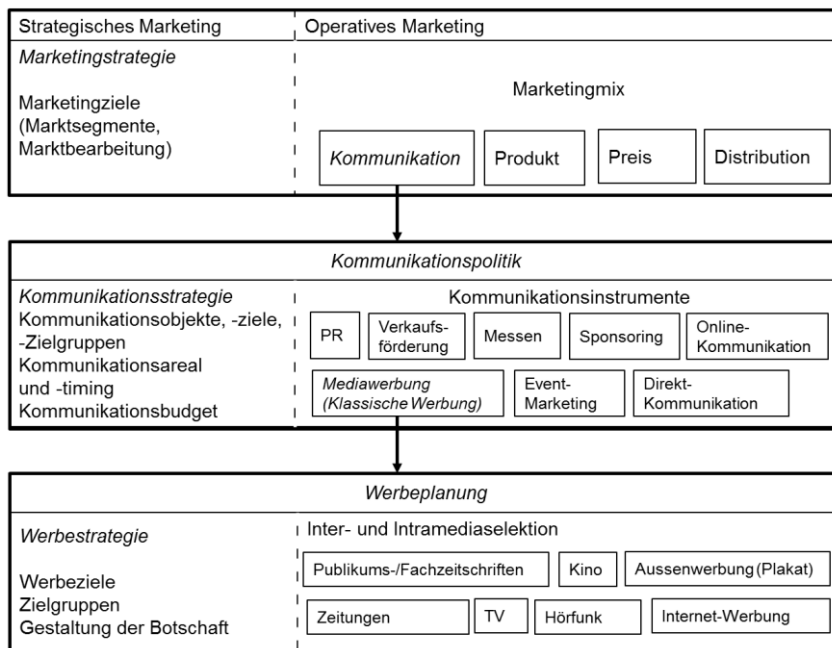 Strategisches Marketing
Operatives Marketing
Marketingstrategie
Marketingziele
(Marktsegmente,
Marktbearbeitung)
Marketingmix
Kommunikation
Produkt
Preis
Distribution
Kommunikationspolitik
Kommunikationsstrategie
Kommunikationsobjekte, -ziele,
-Zielgruppen
Kommunikationsareal
und -timing
Kommunikationsbudget
Kommunikationsinstrumente
PR
Verkaufs-
förderung
Messen
Sponsoring
Online-
Kommunikation
Mediawerbung
(Klassische Werbung)
Event-
Marketing
Direkt-
Kommunikation
Werbeplanung
Werbestrategie
Werbeziele
Zielgruppen
Gestaltung der Botschaft
Inter- und Intramediaselektion
Publikums-/Fachzeitschriften
Kino
Aussenwerbung (Plakat)
Zeitungen
TV
Hörfunk
Internet-Werbung